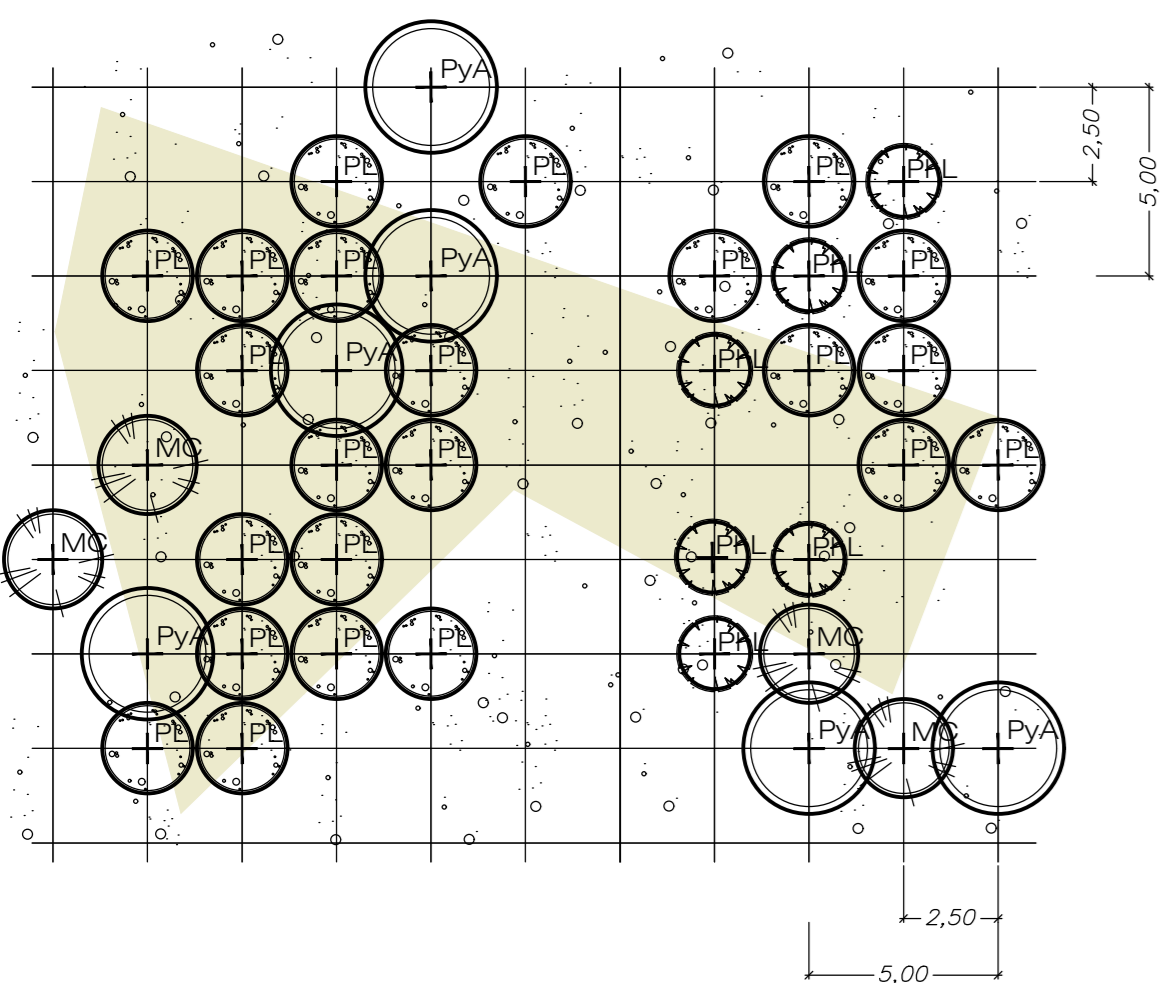 PyA
PL PL PL PhL
2,50
5,00
PL PL PL PyA PL PhL PL
PL PyA PL PhL PL PL
MC PL PL PL PL
MC PL PL PhL PhL
PyA PL PL PL PhL MC
PL PL PyA MC PyA
2,50
5,00